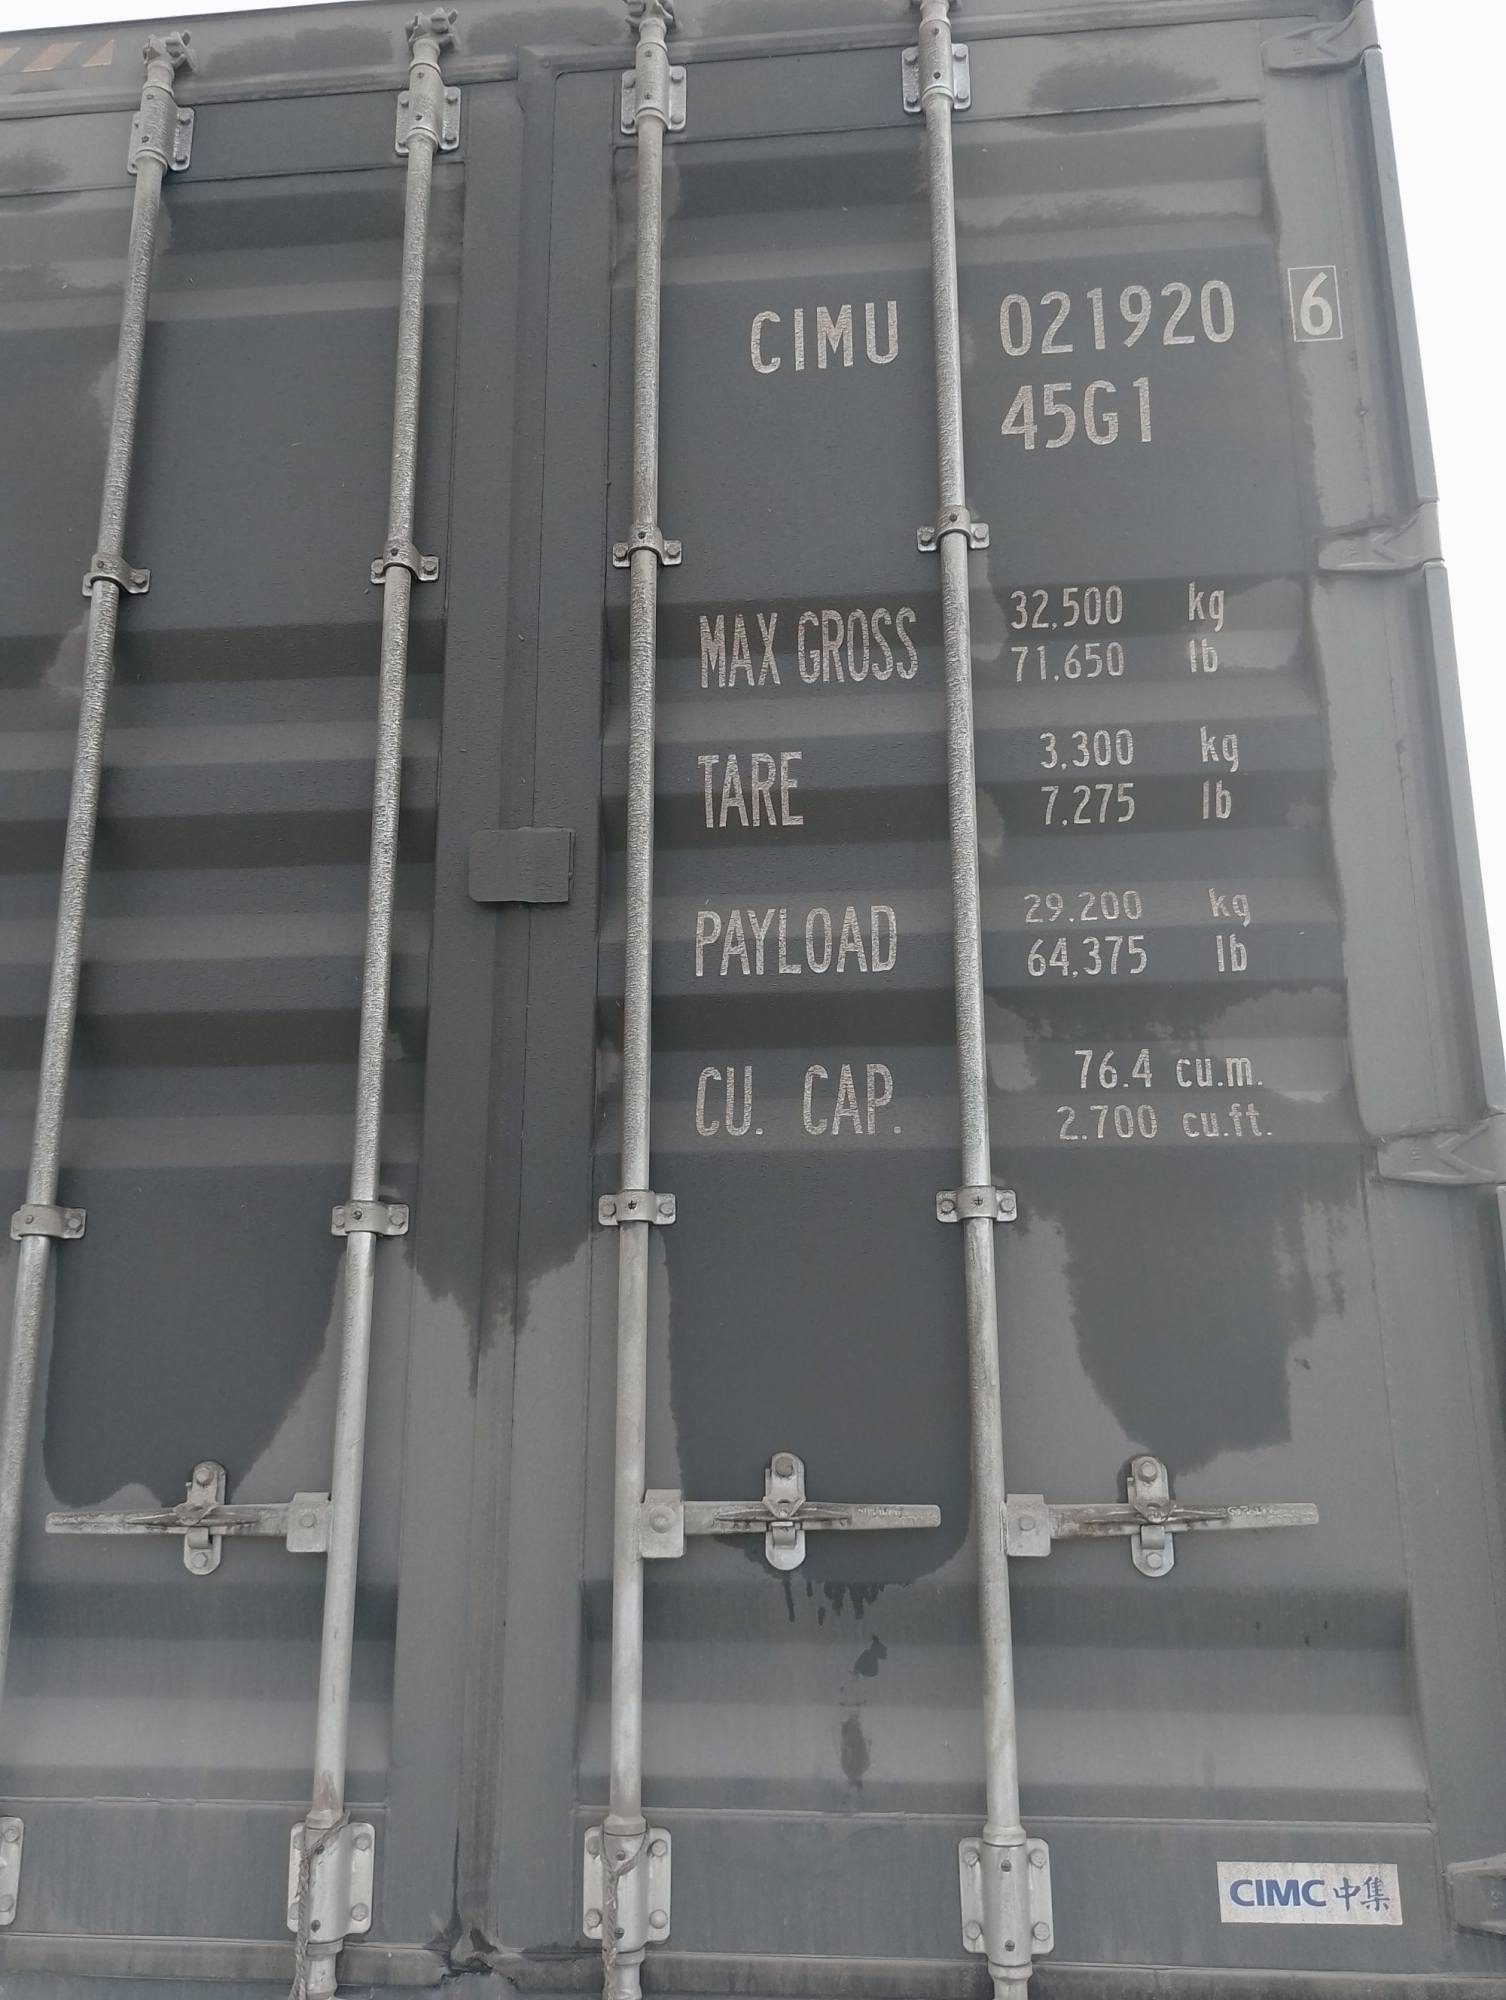 CIMU 021920 6
45G1
MAX GROSS 32,500 kg
71,650 lb
TARE 3,300 kg
7,275 lb
PAYLOAD 29,200 kg
64,375 lb
CU. CAP. 76.4 cu.m.
2,700 cu.ft.
CIMC 中集